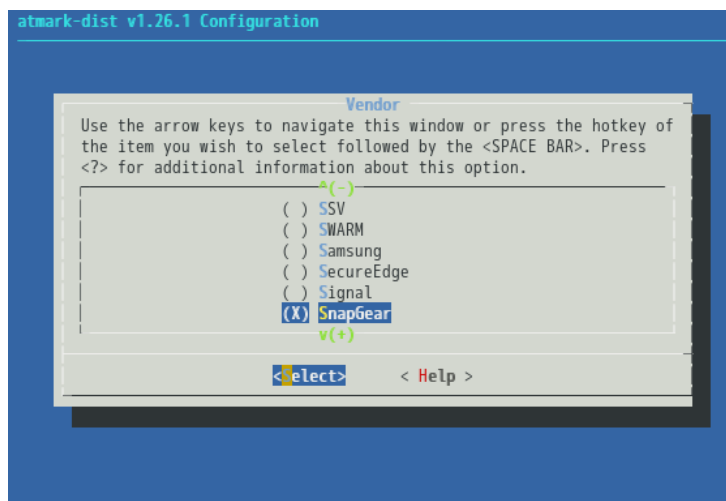 atmark-dist v1.26.1 Configuration
Vendor
Use the arrow keys to navigate this window or press the hotkey of
the item you wish to select followed by the <SPACE BAR>. Press
<?> for additional information about this option.
^(-)
( ) SSV
( ) SWARM
( ) Samsung
( ) SecureEdge
( ) Signal
(X) SnapGear
v(+)
<Select> < Help >